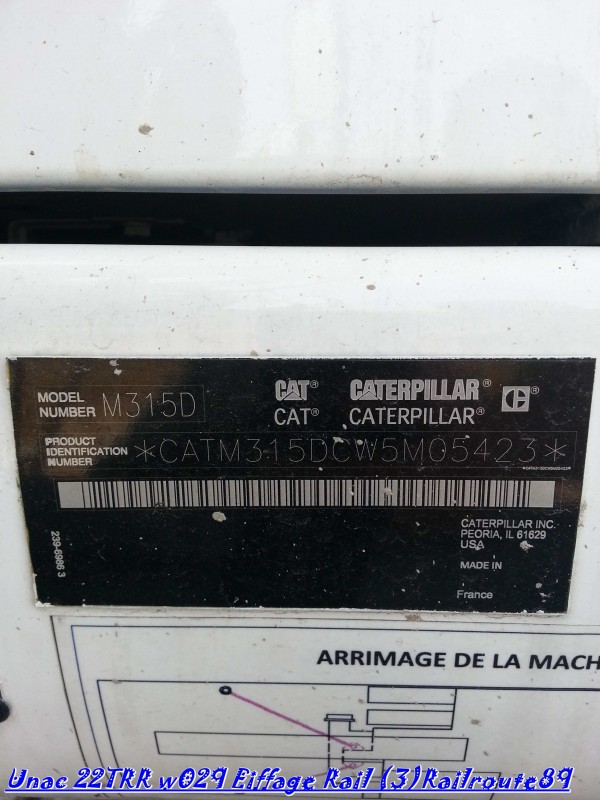 MODEL NUMBER M315D
CAT® CATERPILLAR® C®
CAT® CATERPILLAR®
PRODUCT IDENTIFICATION NUMBER *CATM315DCW5M05423*
*CATM315DCW5M05423*
239-6986 3
CATERPILLAR INC.
PEORIA, IL 61629
USA
MADE IN
France
ARRIMAGE DE LA MACH
Unac 22TRR w029 Eiffage Rail (3)Railroute89